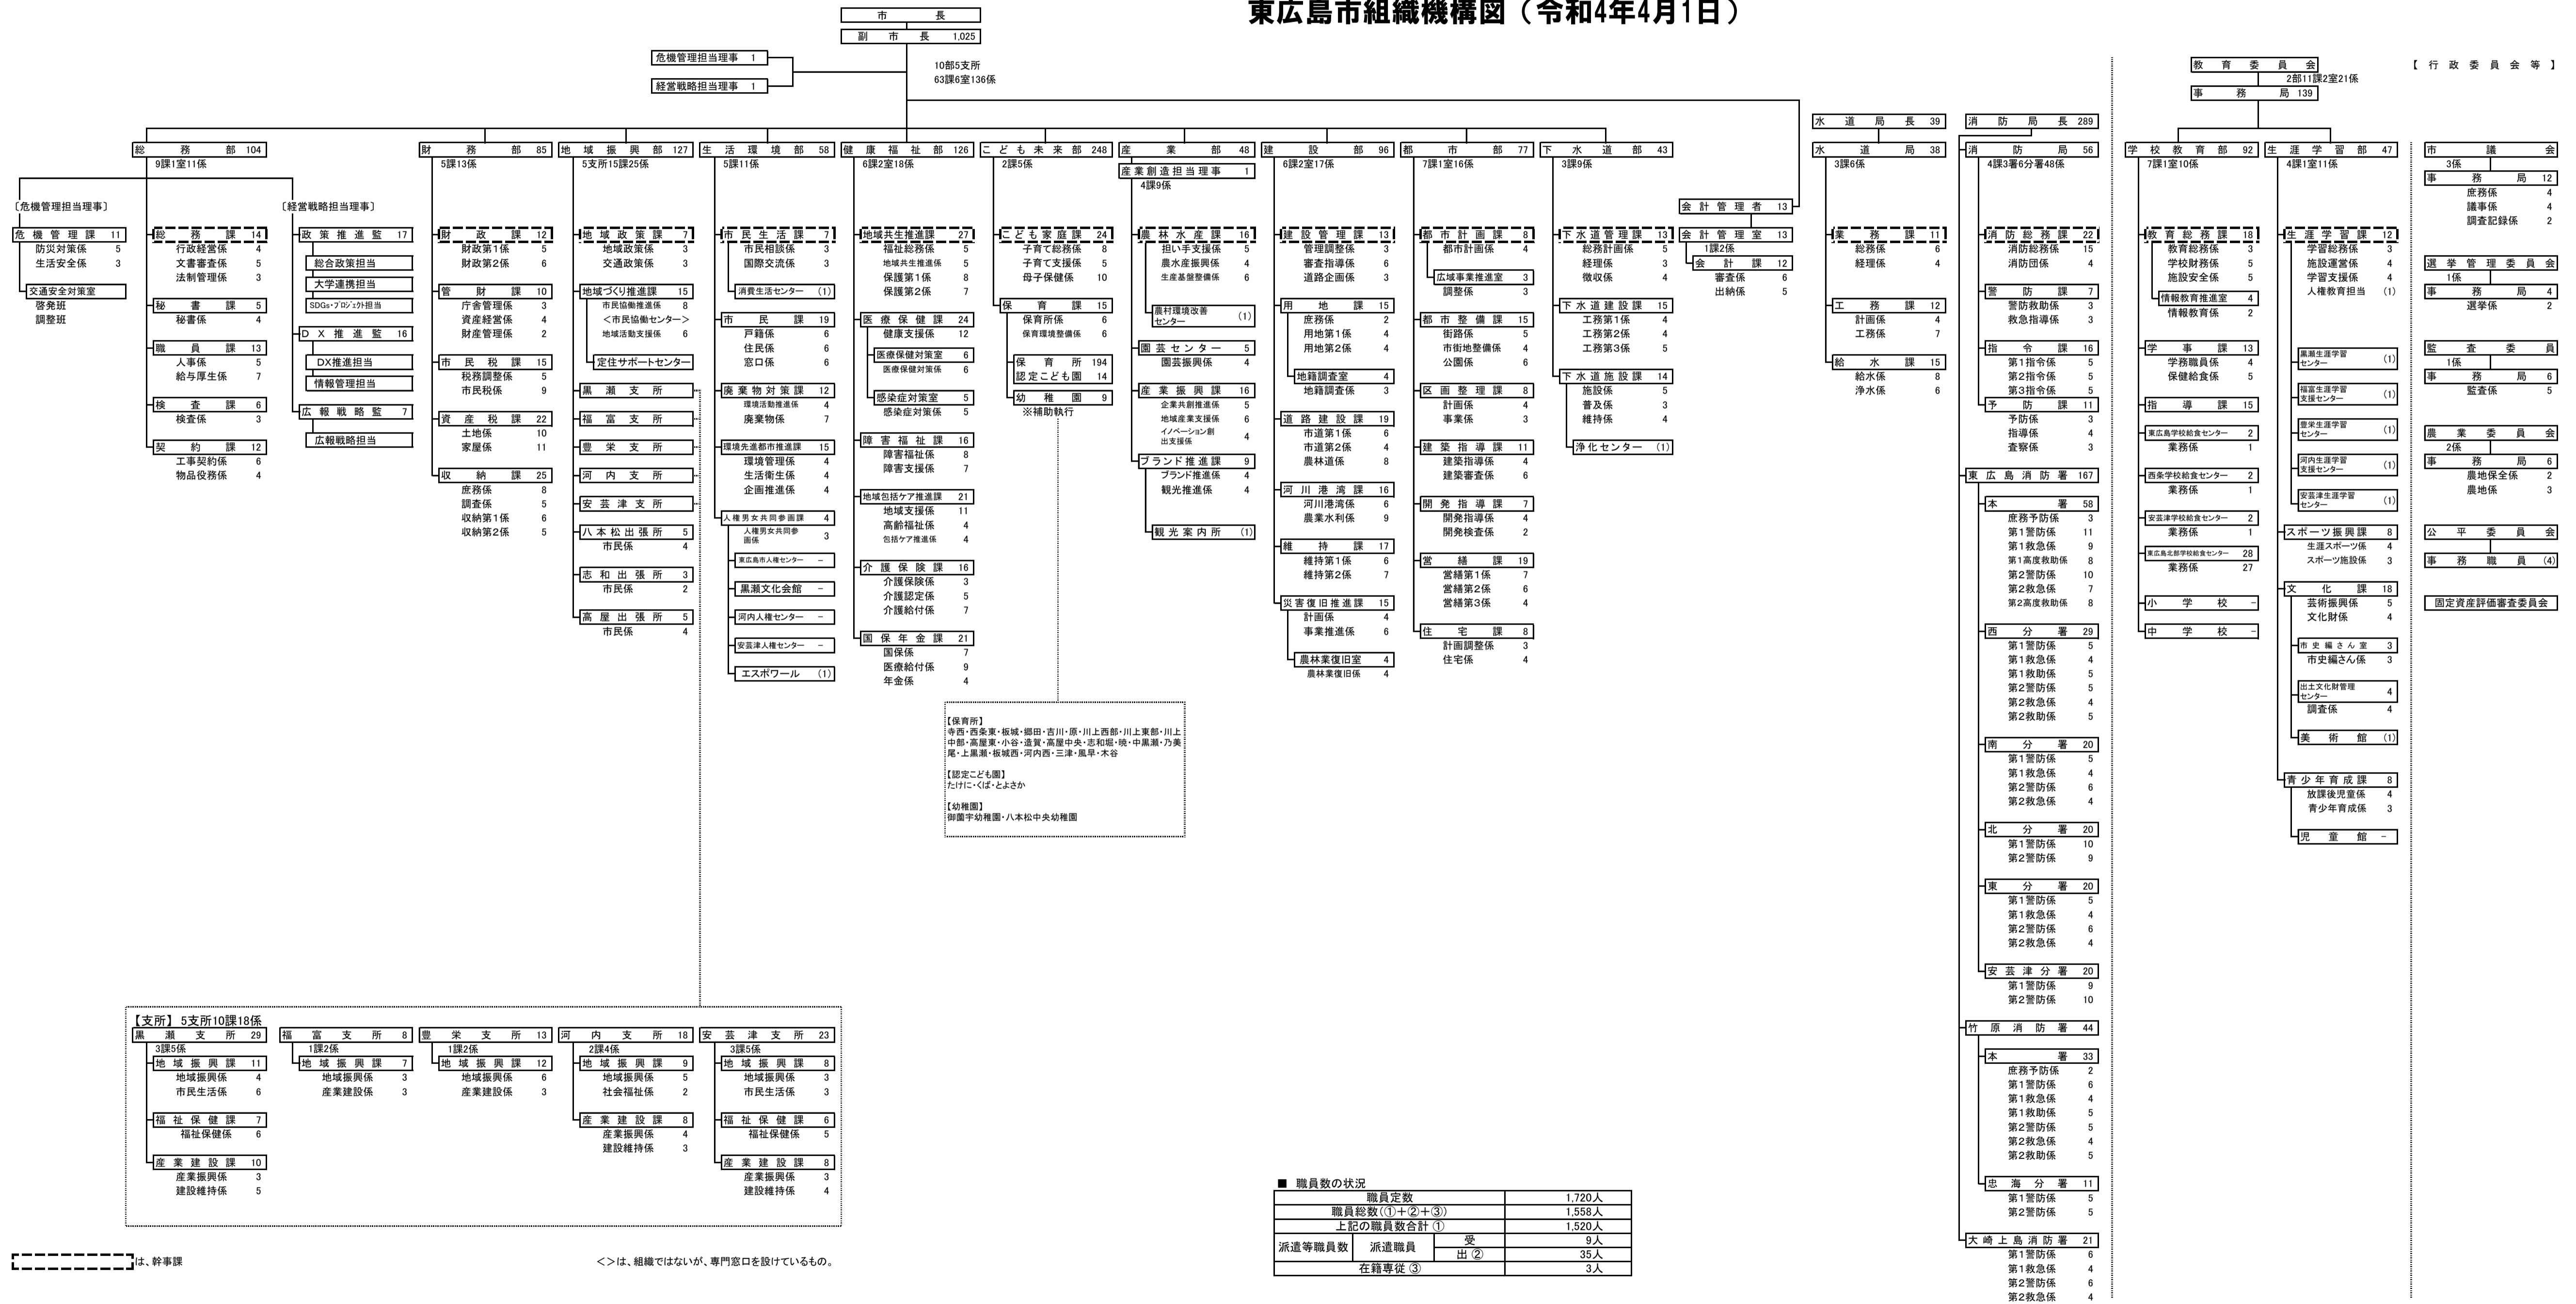 東広島市組織機構図（令和4年4月1日）
市長
副市長 1,025
危機管理担当理事 1
経営戦略担当理事 1
10部5支所
63課6室136係
総務部 104
9課1室11係
〔危機管理担当理事〕
危機管理課 11
防災対策係 5
生活安全係 3
交通安全対策室
啓発班
調整班
総務課 14
行政経営係 4
文書審査係 5
法制管理係 3
秘書課 5
秘書係 4
職員課 13
人事係 5
給与厚生係 7
検査課 6
検査係 3
契約課 12
工事契約係 6
物品役務係 4
〔経営戦略担当理事〕
政策推進監 17
総合政策担当
大学連携担当
SDGs・プロジェクト担当
DX推進監 16
DX推進担当
情報管理担当
広報戦略監 7
広報戦略担当
財務部 85
5課13係
財政課 12
財政第1係 5
財政第2係 6
管財課 10
庁舎管理係 3
資産経営係 4
財産管理係 2
市民税課 15
税務調整係 5
市民税係 9
資産税課 22
土地係 10
家屋係 11
収納課 25
庶務係 8
調査係 5
収納第1係 6
収納第2係 5
地域振興部 127
5支所15課25係
地域政策課 7
地域政策係 3
交通政策係 3
地域づくり推進課 15
市民協働推進係 8
＜市民協働センター＞
地域活動支援係 6
定住サポートセンター
黒瀬支所
福富支所
豊栄支所
河内支所
安芸津支所
八本松出張所 5
市民係 4
志和出張所 3
市民係 2
高屋出張所 5
市民係 4
生活環境部 58
5課11係
市民生活課 7
市民相談係 3
国際交流係 3
消費生活センター (1)
市民課 19
戸籍係 6
住民係 6
窓口係 6
廃棄物対策課 12
環境活動推進係 4
廃棄物係 7
環境先進都市推進課 15
環境管理係 4
生活衛生係 4
企画推進係 4
人権男女共同参画課 4
人権男女共同参
画係 3
東広島市人権センター －
黒瀬文化会館 －
河内人権センター －
安芸津人権センター －
エスポワール (1)
健康福祉部 126
6課2室18係
地域共生推進課 27
福祉総務係 5
地域共生推進係 5
保護第1係 8
保護第2係 7
医療保健課 24
健康支援係 12
医療保健対策室 6
医療保健対策係 6
感染症対策室 5
感染症対策係 5
障害福祉課 16
障害福祉係 8
障害支援係 7
地域包括ケア推進課 21
地域支援係 11
高齢福祉係 4
包括ケア推進係 4
介護保険課 16
介護保険係 3
介護認定係 5
介護給付係 7
国保年金課 21
国保係 7
医療給付係 9
年金係 4
こども未来部 248
2課5係
こども家庭課 24
子育て総務係 8
子育て支援係 5
母子保健係 10
保育課 15
保育所係 6
保育環境整備係 6
保育所 194
認定こども園 14
幼稚園 9
※補助執行
【保育所】
寺西・西条東・板城・郷田・吉川・原・川上西部・川上東部・川上
中部・高屋東・小谷・造賀・高屋中央・志和堀・暁・中黒瀬・乃美
尾・上黒瀬・板城西・河内西・三津・風早・木谷
【認定こども園】
たけに・くば・とよさか
【幼稚園】
御薗宇幼稚園・八本松中央幼稚園
産業部 48
産業創造担当理事 1
4課9係
農林水産課 16
担い手支援係 5
農水産振興係 4
生産基盤整備係 6
農村環境改善
センター (1)
園芸センター 5
園芸振興係 4
産業振興課 16
企業共創推進係 5
地域産業支援係 6
イノベーション創
出支援係 4
ブランド推進課 9
ブランド推進係 4
観光推進係 4
観光案内所 (1)
建設部 96
6課2室17係
建設管理課 13
管理調整係 3
審査指導係 6
道路企画係 3
用地課 15
庶務係 2
用地第1係 4
用地第2係 4
地籍調査室 4
地籍調査係 3
道路建設課 19
市道第1係 6
市道第2係 4
農林道係 8
河川港湾課 16
河川港湾係 6
農業水利係 9
維持課 17
維持第1係 6
維持第2係 7
災害復旧推進課 15
計画係 4
事業推進係 6
農林業復旧室 4
農林業復旧係 4
都市部 77
7課1室16係
都市計画課 8
都市計画係 4
広域事業推進室 3
調整係 3
都市整備課 15
街路係 5
市街地整備係 4
公園係 6
区画整理課 8
計画係 4
事業係 3
建築指導課 11
建築指導係 4
建築審査係 6
開発指導課 7
開発指導係 4
開発検査係 2
営繕課 19
営繕第1係 7
営繕第2係 6
営繕第3係 4
住宅課 8
計画調整係 3
住宅係 4
下水道部 43
3課9係
下水道管理課 13
総務計画係 5
経理係 3
徴収係 4
下水道建設課 15
工務第1係 4
工務第2係 4
工務第3係 5
下水道施設課 14
施設係 5
普及係 3
維持係 4
浄化センター (1)
会計管理者 13
会計管理室 13
1課2係
会計課 12
審査係 6
出納係 5
水道局長 39
水道局 38
3課6係
業務課 11
総務係 6
経理係 4
工務課 12
計画係 4
工務係 7
給水課 15
給水係 8
浄水係 6
消防局長 289
消防局 56
4課3署6分署48係
消防総務課 22
消防総務係 15
消防団係 4
警防課 7
警防救助係 3
救急指導係 3
指令課 16
第1指令係 5
第2指令係 5
第3指令係 5
予防課 11
予防係 3
指導係 4
査察係 3
東広島消防署 167
本署 58
庶務予防係 3
第1警防係 11
第1救急係 9
第1高度救助係 8
第2警防係 10
第2救急係 7
第2高度救助係 8
西分署 29
第1警防係 5
第1救急係 4
第1救助係 5
第2警防係 5
第2救急係 4
第2救助係 5
南分署 20
第1警防係 5
第1救急係 4
第2警防係 6
第2救急係 4
北分署 20
第1警防係 10
第2警防係 9
東分署 20
第1警防係 5
第1救急係 4
第2警防係 6
第2救急係 4
安芸津分署 20
第1警防係 9
第2警防係 10
竹原消防署 44
本署 33
庶務予防係 2
第1警防係 6
第1救急係 4
第1救助係 5
第2警防係 5
第2救急係 4
第2救助係 5
忠海分署 11
第1警防係 5
第2警防係 5
大崎上島消防署 21
第1警防係 6
第1救急係 4
第2警防係 6
第2救急係 4
教育委員会
2部11課2室21係
事務局 139
学校教育部 92
7課1室10係
教育総務課 18
教育総務係 3
学校財務係 5
施設安全係 5
情報教育推進室 4
情報教育係 2
学事課 13
学務職員係 4
保健給食係 5
指導課 15
東広島学校給食センター 2
業務係 1
西条学校給食センター 2
業務係 1
安芸津学校給食センター 2
業務係 1
東広島北部学校給食センター 28
業務係 27
小学校 －
中学校 －
生涯学習部 47
4課1室11係
生涯学習課 12
学習総務係 3
施設運営係 4
学習支援係 4
人権教育担当 (1)
黒瀬生涯学習
センター (1)
福富生涯学習
支援センター (1)
豊栄生涯学習
センター (1)
河内生涯学習
支援センター (1)
安芸津生涯学習
センター (1)
スポーツ振興課 8
生涯スポーツ係 4
スポーツ施設係 3
文化課 18
芸術振興係 5
文化財係 4
市史編さん室 3
市史編さん係 3
出土文化財管理
センター 4
調査係 4
美術館 (1)
青少年育成課 8
放課後児童係 4
青少年育成係 3
児童館 －
【行政委員会等】
市議会
3係
事務局 12
庶務係 4
議事係 4
調査記録係 2
選挙管理委員会
1係
事務局 4
選挙係 2
監査委員
1係
事務局 6
監査係 5
農業委員会
2係
事務局 6
農地保全係 2
農地係 3
公平委員会
事務職員 (4)
固定資産評価審査委員会
【支所】 5支所10課18係
黒瀬支所 29
3課5係
地域振興課 11
地域振興係 4
市民生活係 6
福祉保健課 7
福祉保健係 6
産業建設課 10
産業振興係 3
建設維持係 5
福富支所 8
1課2係
地域振興課 7
地域振興係 3
産業建設係 3
豊栄支所 13
1課2係
地域振興課 12
地域振興係 6
産業建設係 3
河内支所 18
2課4係
地域振興課 9
地域振興係 5
社会福祉係 2
産業建設課 8
産業振興係 4
建設維持係 3
安芸津支所 23
3課5係
地域振興課 8
地域振興係 3
市民生活係 3
福祉保健課 6
福祉保健係 5
産業建設課 8
産業振興係 3
建設維持係 4
は、幹事課
＜＞は、組織ではないが、専門窓口を設けているもの。
■ 職員数の状況
職員定数 1,720人
職員総数(①＋②＋③) 1,558人
上記の職員数合計 ① 1,520人
派遣等職員数 派遣職員 受 9人
出 ② 35人
在籍専従 ③ 3人